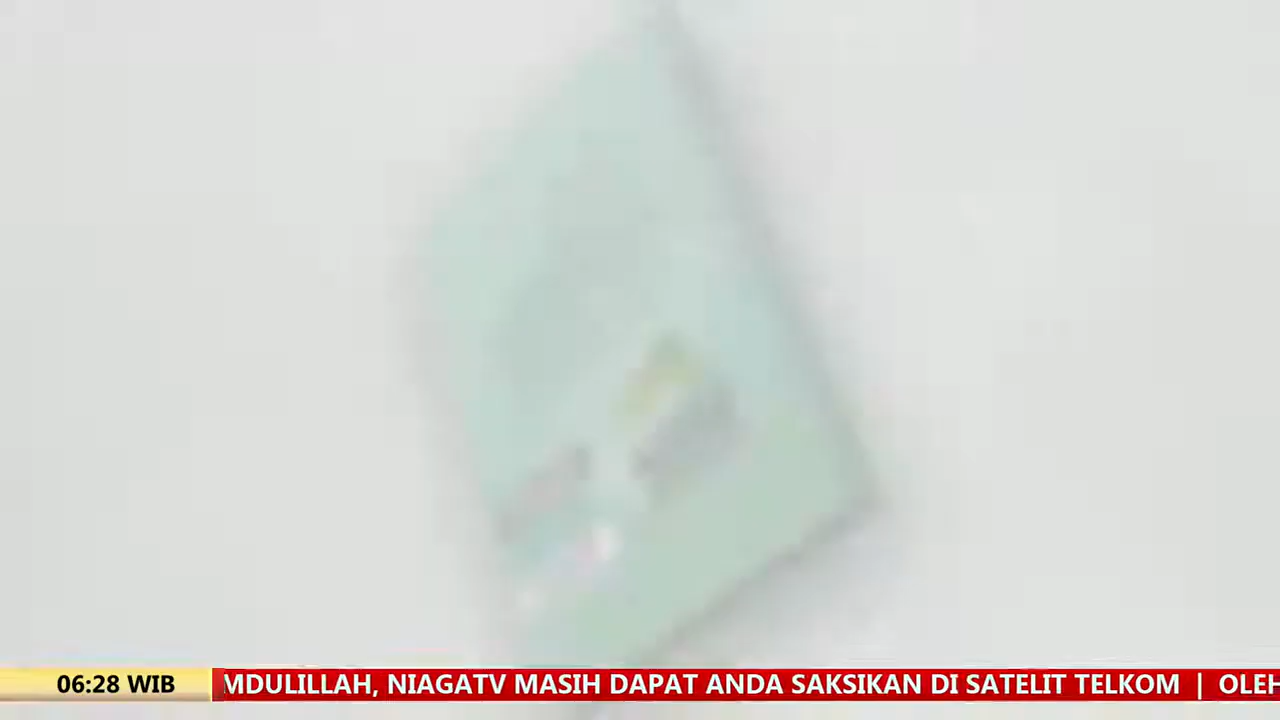 06:28 WIB
MDULILLAH, NIAGATV MASIH DAPAT ANDA SAKSIKAN DI SATELIT TELKOM | OLEH